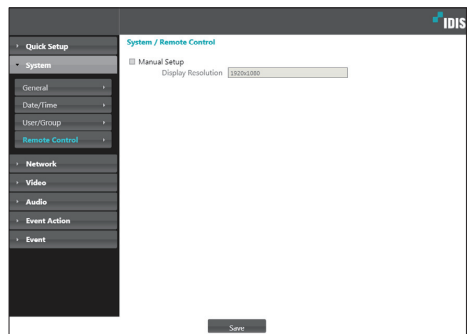 IDIS
Quick Setup
System
General
Date/Time
User/Group
Remote Control
Network
Video
Audio
Event Action
Event
System / Remote Control
Manual Setup
Display Resolution 1920x1080
Save